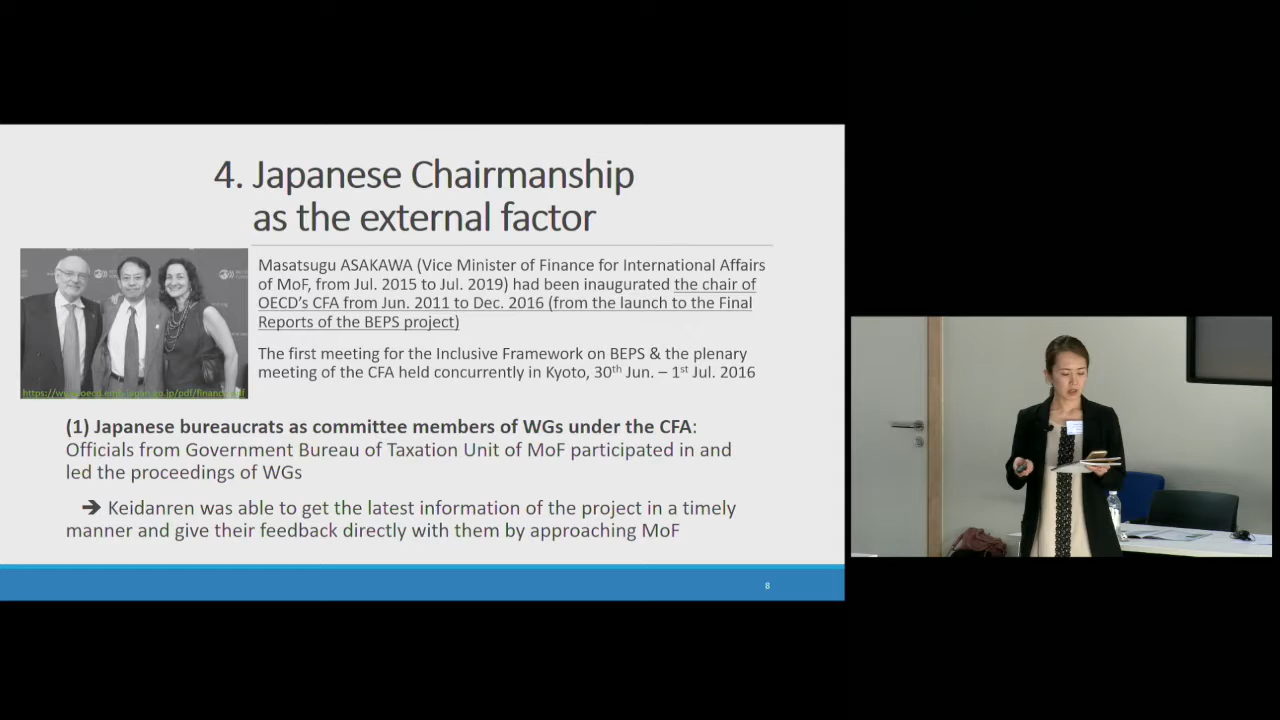 4. Japanese Chairmanship
as the external factor
Masatsugu ASAKAWA (Vice Minister of Finance for International Affairs
of MoF, from Jul. 2015 to Jul. 2019) had been inaugurated the chair of
OECD's CFA from Jun. 2011 to Dec. 2016 (from the launch to the Final
Reports of the BEPS project)
The first meeting for the Inclusive Framework on BEPS & the plenary
meeting of the CFA held concurrently in Kyoto, 30th Jun. – 1st Jul. 2016
(1) Japanese bureaucrats as committee members of WGs under the CFA:
Officials from Government Bureau of Taxation Unit of MoF participated in and
led the proceedings of WGs
➔ Keidanren was able to get the latest information of the project in a timely
manner and give their feedback directly with them by approaching MoF
8